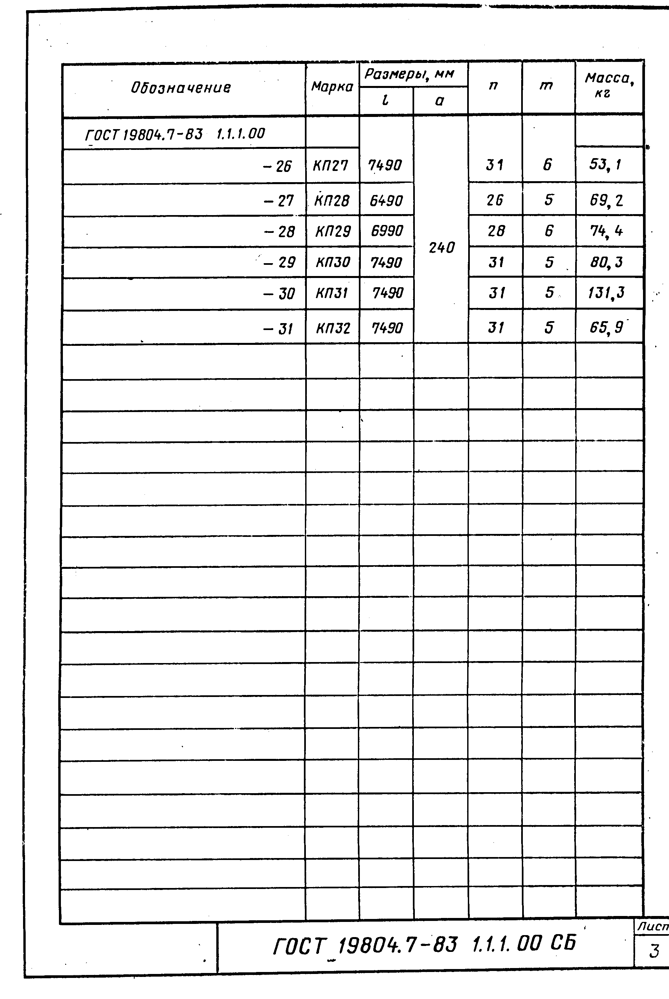 Обозначение Марка Размеры, мм n m Масса, кг
l a
ГОСТ 19804.7-83 1.1.1.00
- 26 КП27 7490 31 6 53,1
- 27 КП28 6490 26 5 69,2
- 28 КП29 6990 28 6 74,4
240
- 29 КП30 7490 31 5 80,3
- 30 КП31 7490 31 5 131,3
- 31 КП32 7490 31 5 65,9
ГОСТ 19804.7-83 1.1.1.00 СБ
Лист
3